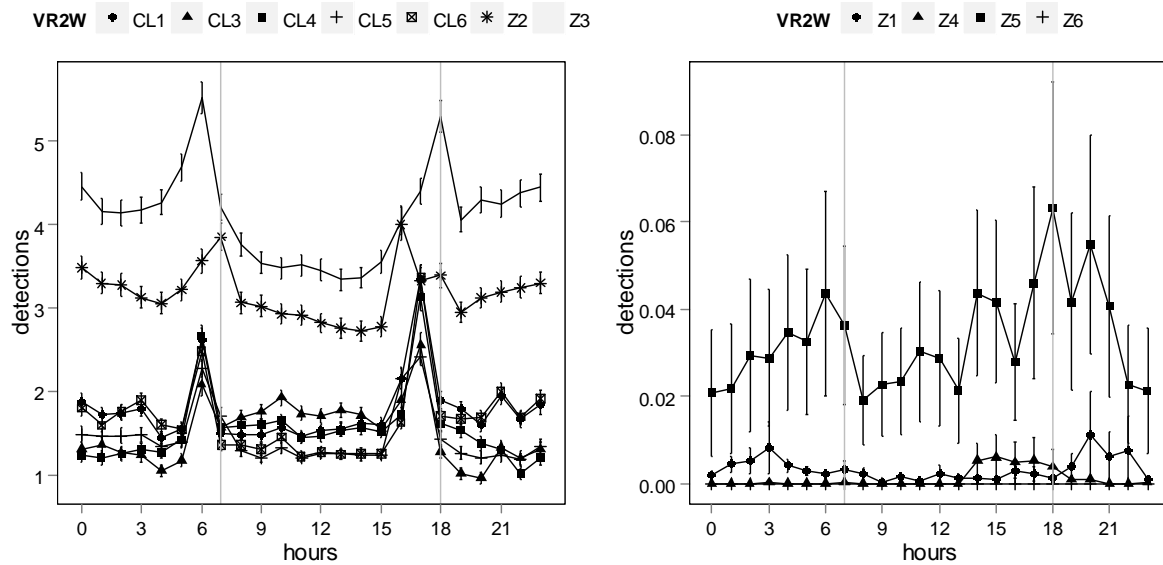 VR2W CL1 CL3 CL4 CL5 CL6 Z2 Z3
detections
5
4
3
2
1
0 3 6 9 12 15 18 21
hours
VR2W Z1 Z4 Z5 Z6
detections
0.08
0.06
0.04
0.02
0.00
0 3 6 9 12 15 18 21
hours